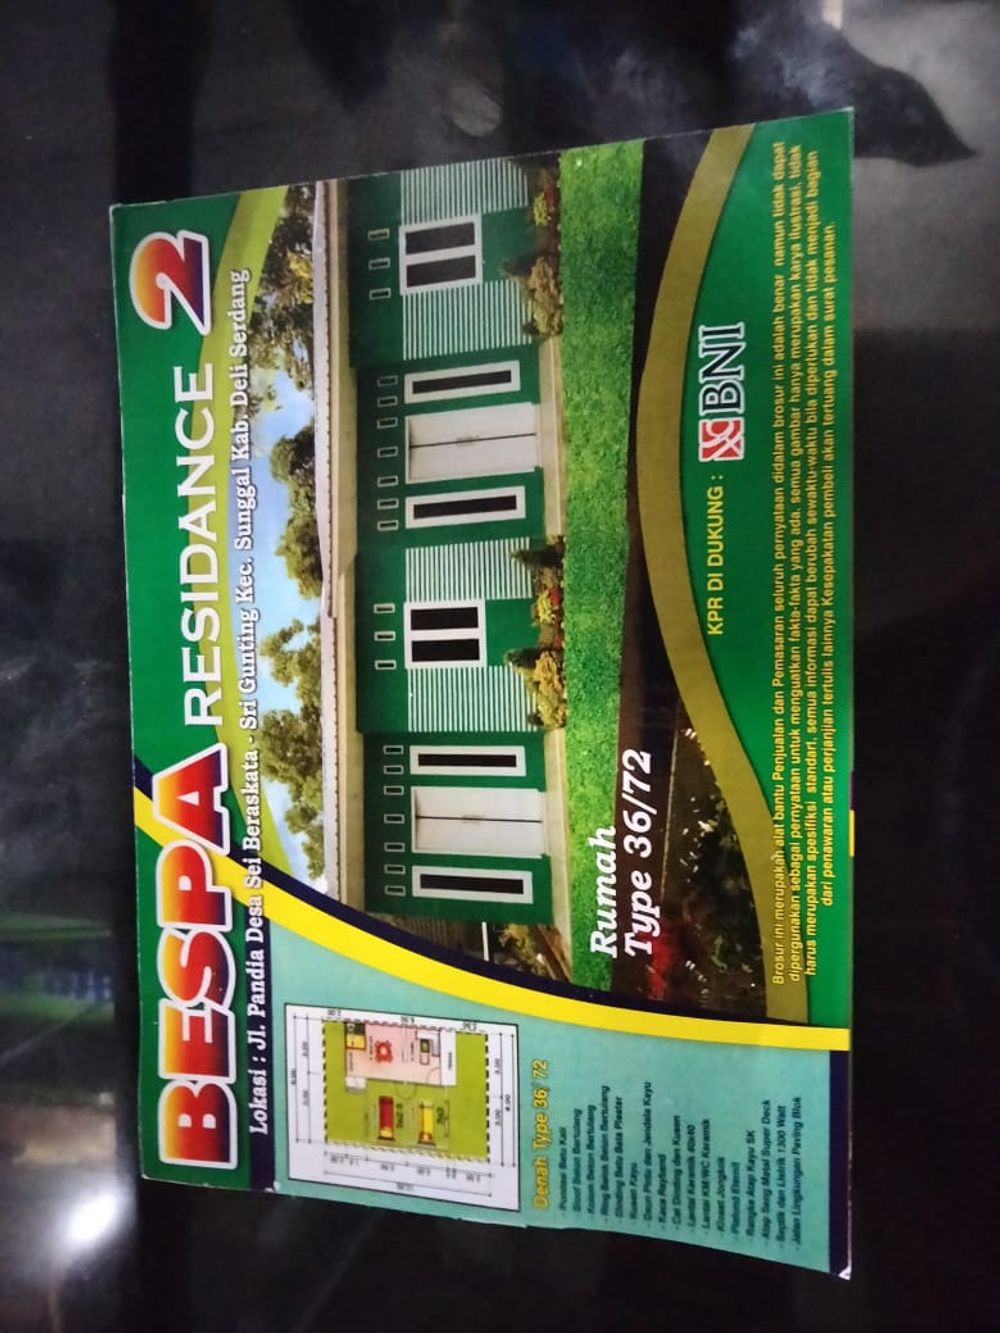 BESPA RESIDANCE 2
Lokasi : Jl. Pandia Desa Sei Beraskata - Sri Gunting Kec. Sunggal Kab. Deli Serdang
Denah Type 36/72
- Pondasi Batu Kali
- Sloof Beton Bertulang
- Kolom Beton Bertulang
- Ring Balok Beton Bertulang
- Dinding Batu Bata Plester
- Kusen Kayu
- Daun Pintu dan Jendela Kayu
- Kaca Rayband
- Cat Dinding dan Kusen
- Lantai Keramik 40x40
- Lantai KM/WC Keramik
- Kloset Jongkok
- Plafond Eternit
- Rangka Atap Kayu SK
- Atap Seng Metal Super Deck
- Septik dan Listrik 1300 Watt
- Jalan Lingkungan Paving Blok
Rumah
Type 36/72
KPR DI DUKUNG :
BNI
Brosur ini merupakah alat bantu Penjualan dan Pemasaran seluruh pernyataan didalam brosur ini adalah benar namun tidak dapat
dipergunakan sebagai pernyataan untuk menguatkan fakta-fakta yang ada, semua gambar hanya merupakan karya ilustrasi, tidak
harus merupakan spesifiksi standart, semua informasi dapat berubah sewaktu-waktu bila diperlukan dan tidak menjadi bagian
dari penawaran atau perjanjian tertulis lainnya Kesepakatan pembeli akan tertuang dalam surat pesanan.